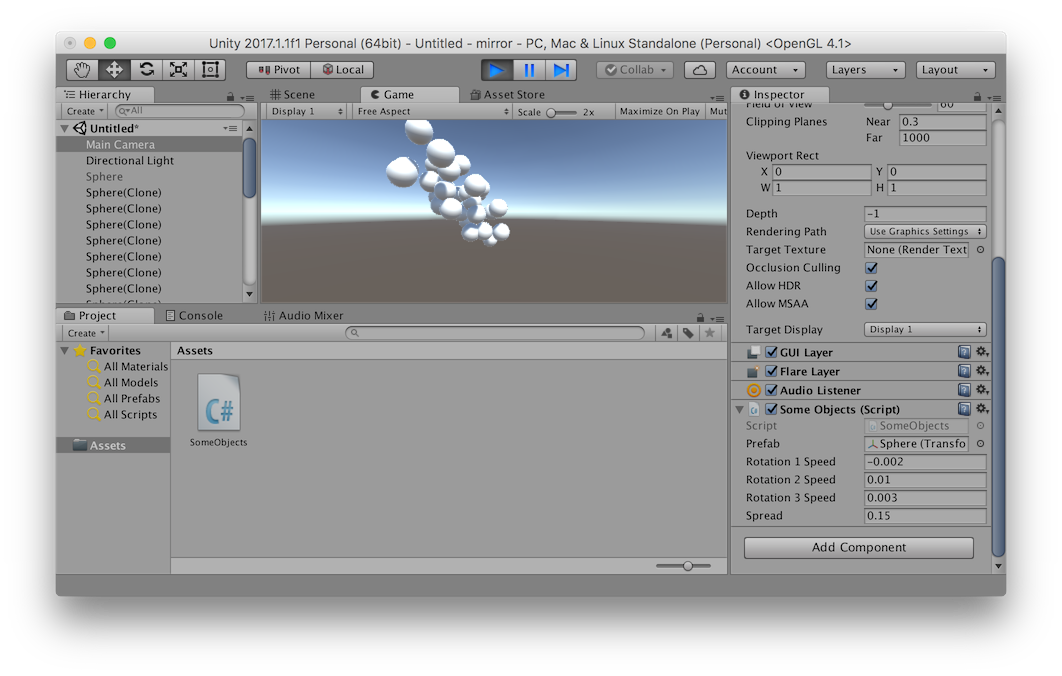 Unity 2017.1.1f1 Personal (64bit) - Untitled - mirror - PC, Mac & Linux Standalone (Personal) <OpenGL 4.1>
Pivot Local Collab Account Layers Layout
Hierarchy
Create All
Untitled*
Main Camera
Directional Light
Sphere
Sphere(Clone)
Sphere(Clone)
Sphere(Clone)
Sphere(Clone)
Sphere(Clone)
Sphere(Clone)
Sphere(Clone)
Sphere(Clone)
Scene Game Asset Store
Display 1 Free Aspect Scale 2x Maximize On Play Mut
Project Console Audio Mixer
Create
Favorites
All Materials
All Models
All Prefabs
All Scripts
Assets
Assets
C#
SomeObjects
Inspector
Field of View 60
Clipping Planes Near 0.3
Far 1000
Viewport Rect
X 0 Y 0
W 1 H 1
Depth -1
Rendering Path Use Graphics Settings
Target Texture None (Render Text
Occlusion Culling
Allow HDR
Allow MSAA
Target Display Display 1
GUI Layer
Flare Layer
Audio Listener
Some Objects (Script)
Script SomeObjects
Prefab Sphere (Transfo
Rotation 1 Speed -0.002
Rotation 2 Speed 0.01
Rotation 3 Speed 0.003
Spread 0.15
Add Component